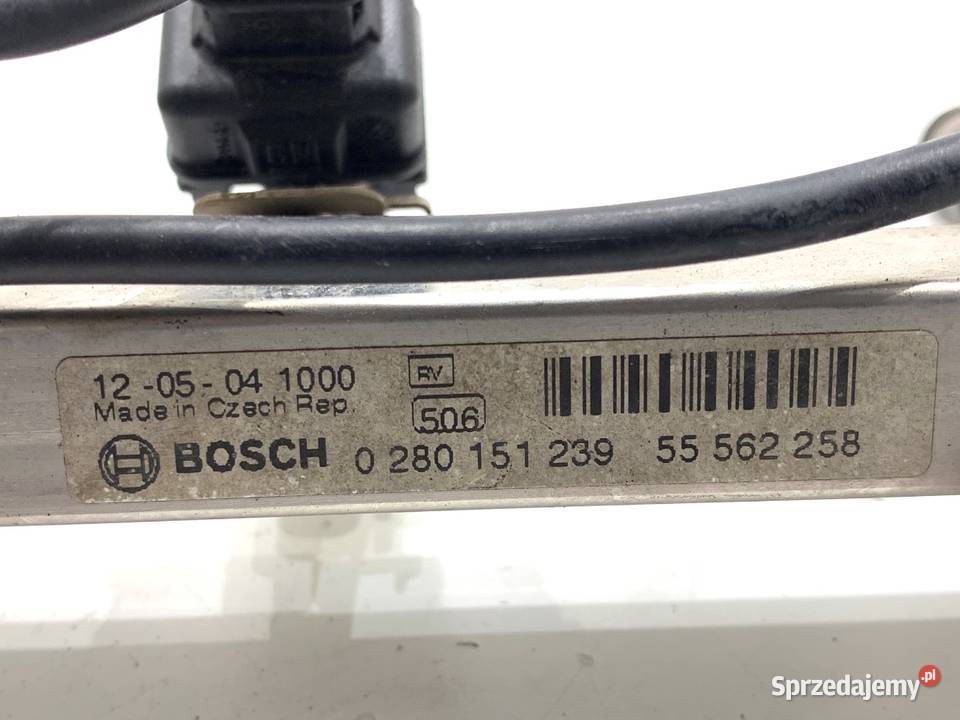 12-05-04 1000
RV
Made in Czech Rep.
506
BOSCH 0 280 151 239 55 562 258
Sprzedajemy.pl